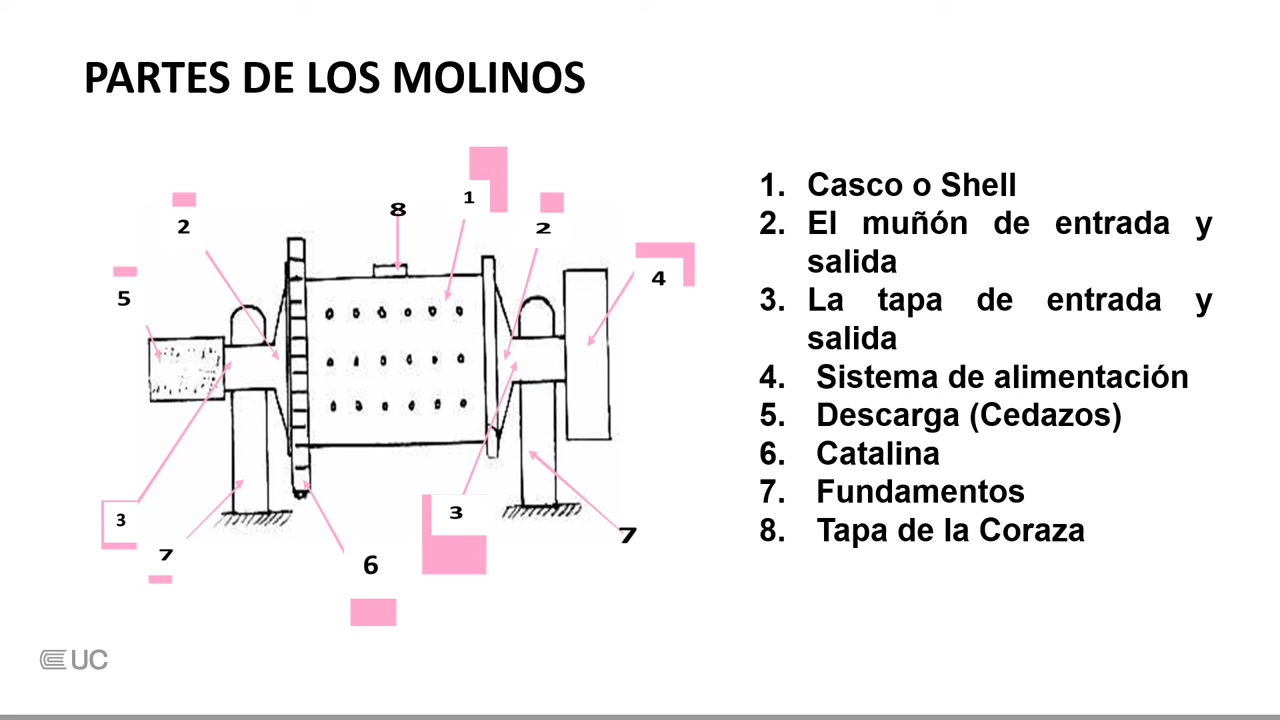 PARTES DE LOS MOLINOS
1
2
8
2
4
5
3
3
7
7
6
1. Casco o Shell
2. El muñón de entrada y
salida
3. La tapa de entrada y
salida
4. Sistema de alimentación
5. Descarga (Cedazos)
6. Catalina
7. Fundamentos
8. Tapa de la Coraza
UC